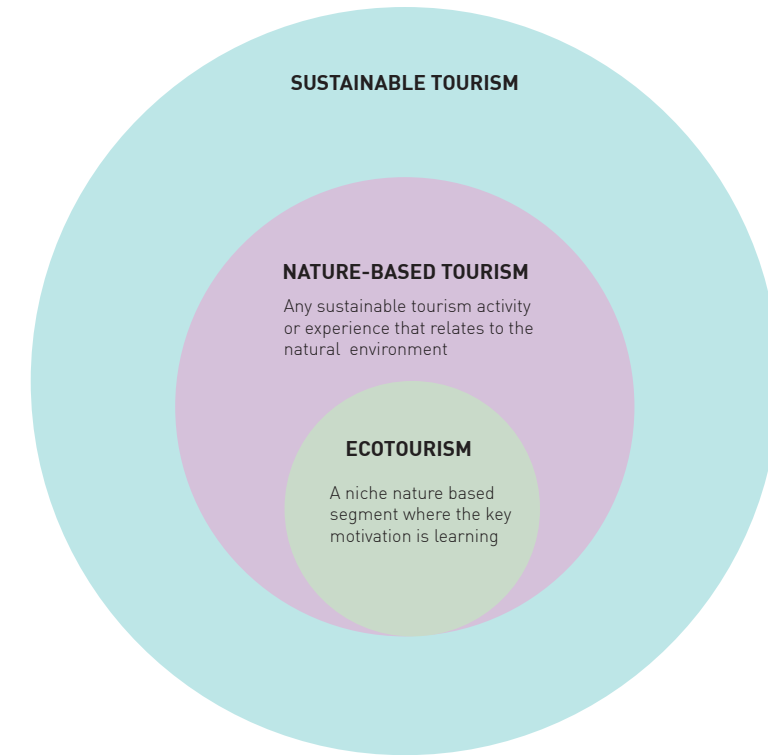 SUSTAINABLE TOURISM
NATURE-BASED TOURISM
Any sustainable tourism activity
or experience that relates to the
natural  environment
ECOTOURISM
A niche nature based
segment where the key
motivation is learning